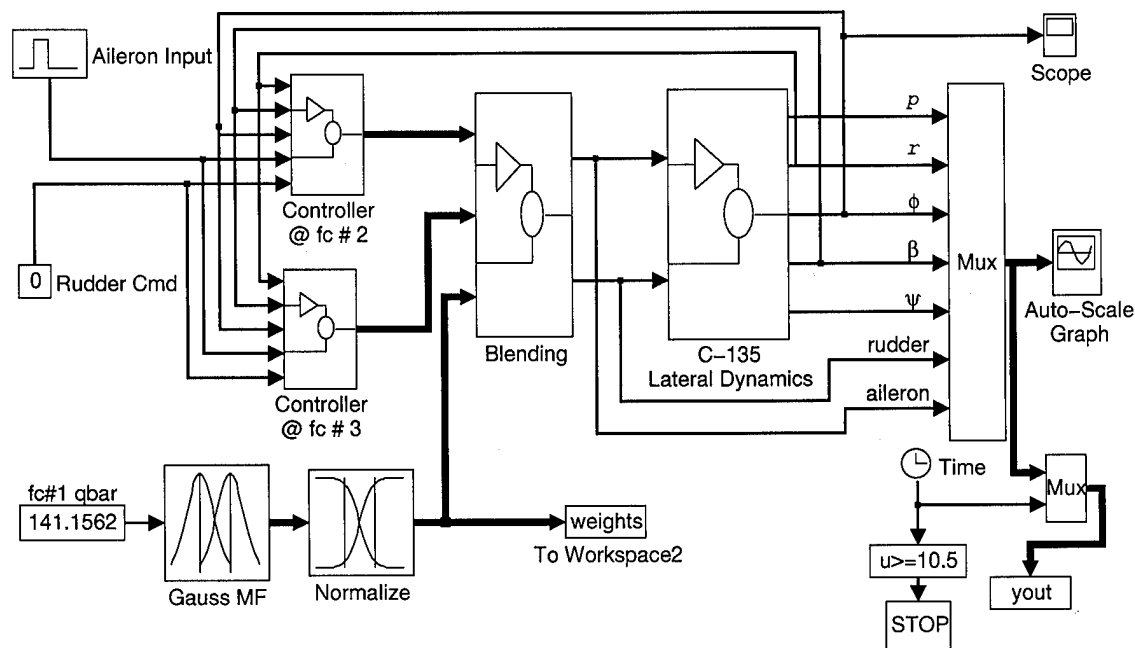 Aileron Input
Scope
p
r
ϕ
β
ψ
rudder
aileron
Mux
Controller
@ fc # 2
0
Rudder Cmd
Blending
C-135
Lateral Dynamics
Auto-Scale
Graph
Controller
@ fc # 3
Time
Mux
fc#1 qbar
141.1562
Gauss MF
Normalize
weights
To Workspace2
u>=10.5
yout
STOP